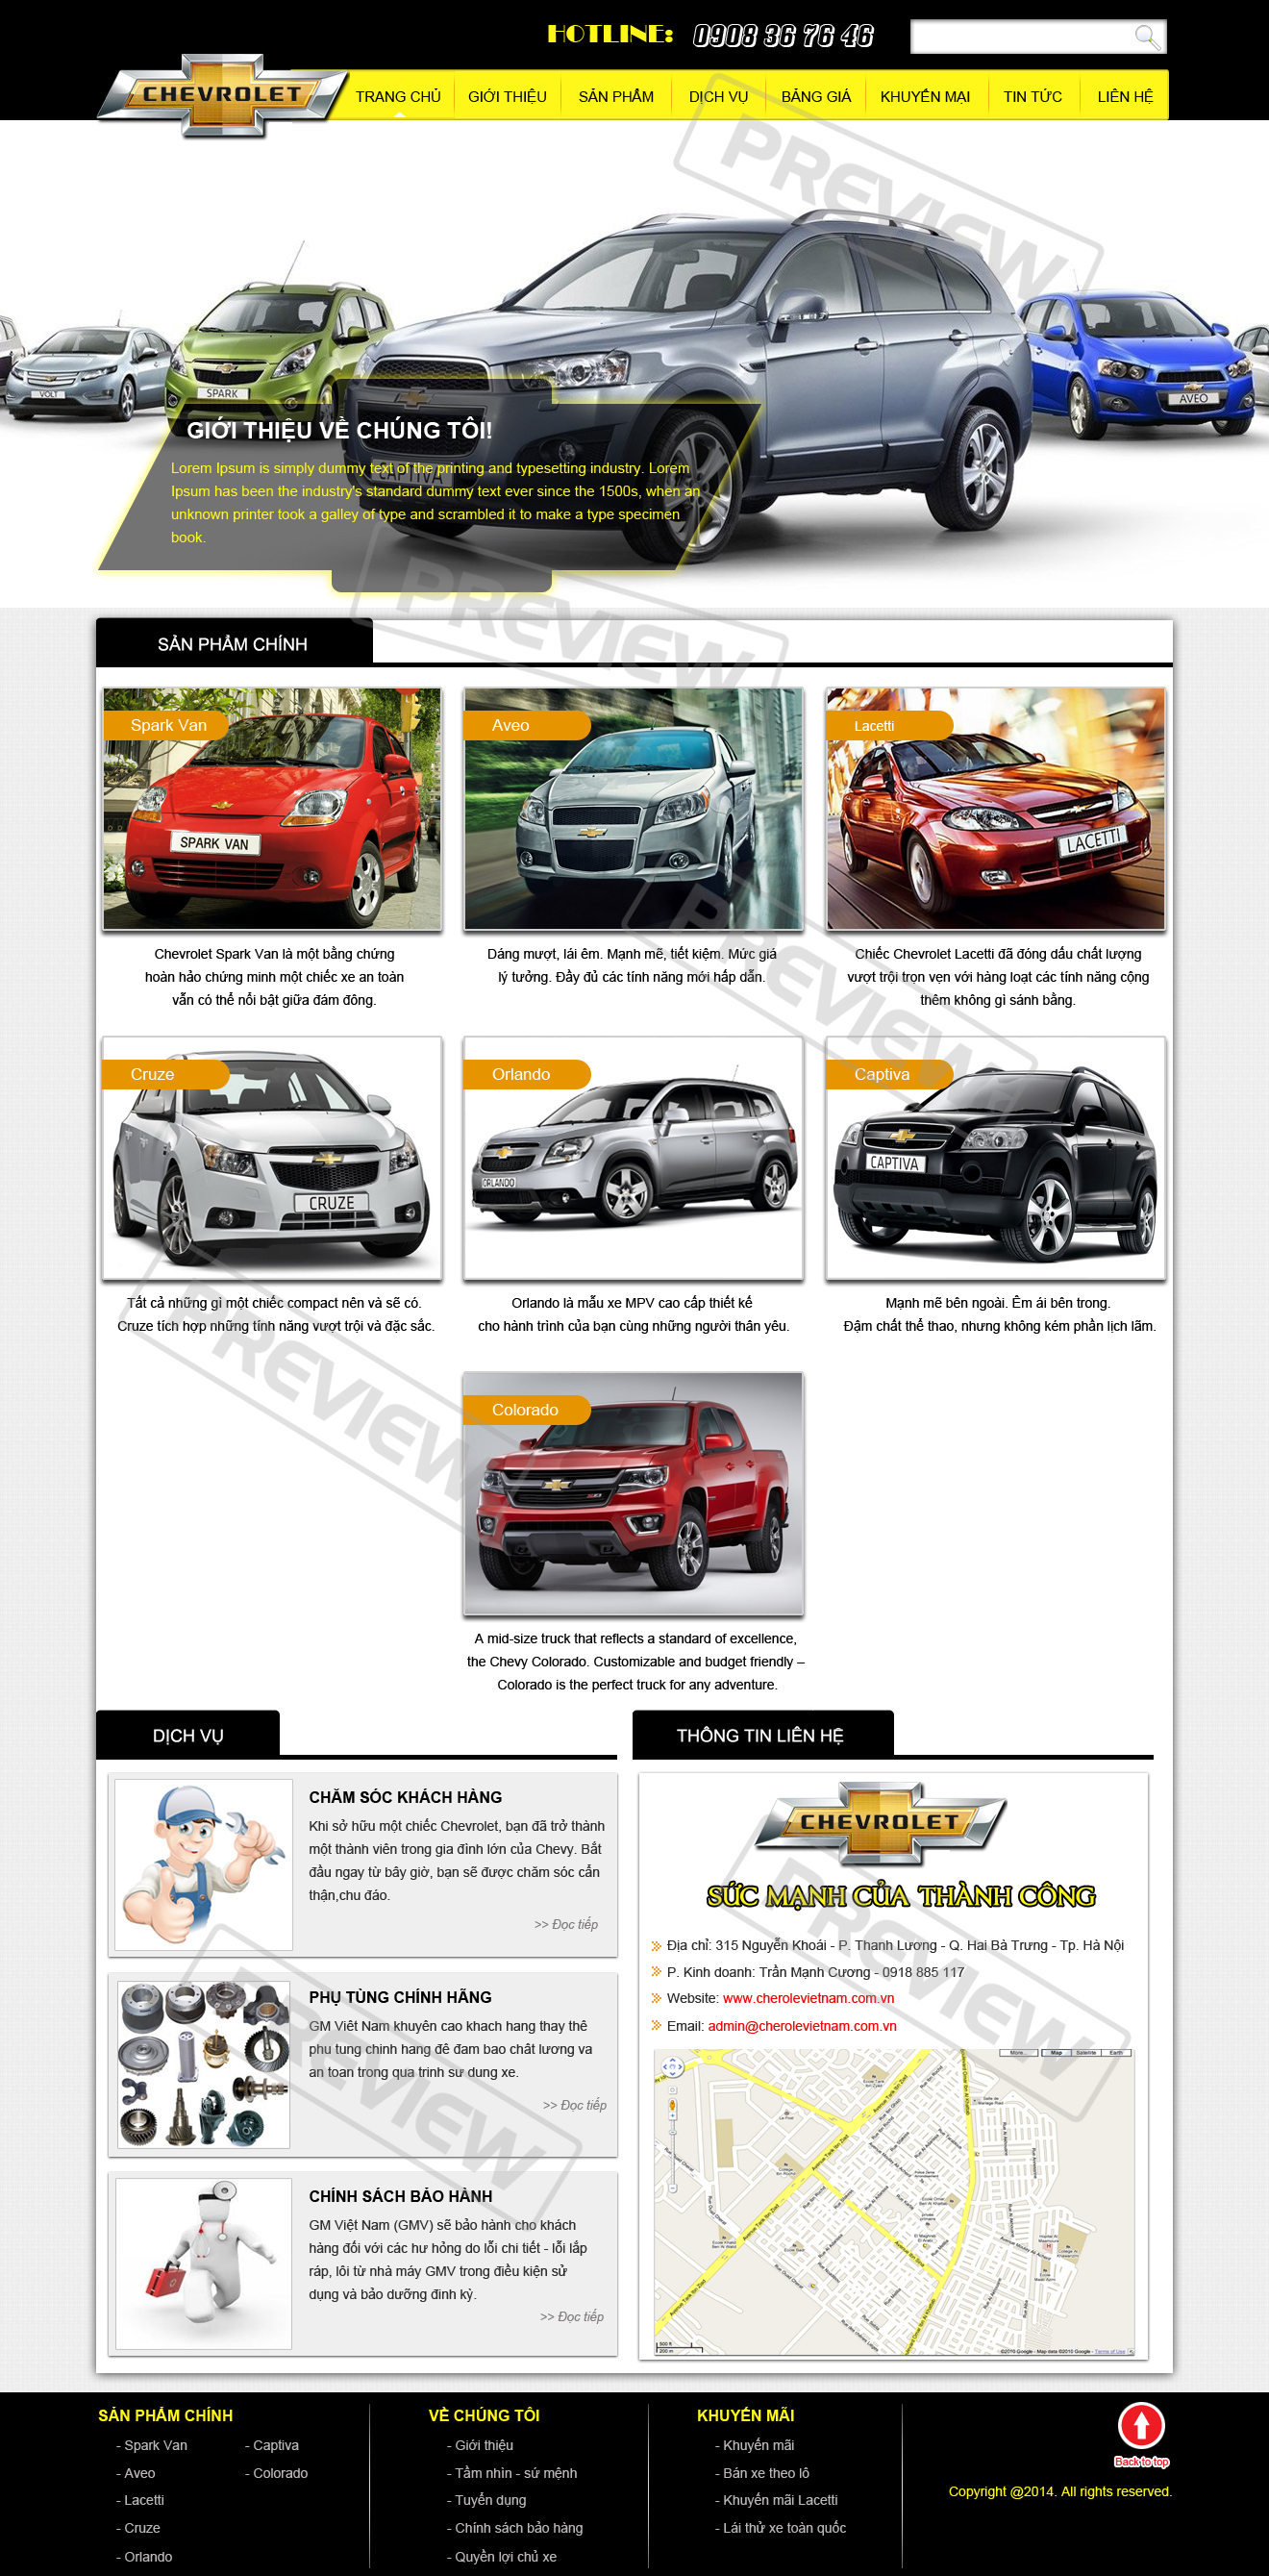 HOTLINE: 0908 36 76 46
CHEVROLET
TRANG CHỦ GIỚI THIỆU SẢN PHẨM DỊCH VỤ BẢNG GIÁ KHUYẾN MẠI TIN TỨC LIÊN HỆ
PREVIEW
VOLT
SPARK
AVEO
CAPTIVA
GIỚI THIỆU VỀ CHÚNG TÔI!
Lorem Ipsum is simply dummy text of the printing and typesetting industry. Lorem
Ipsum has been the industry's standard dummy text ever since the 1500s, when an
unknown printer took a galley of type and scrambled it to make a type specimen
book.
PREVIEW
SẢN PHẨM CHÍNH
Spark Van
SPARK VAN
Aveo
Lacetti
LACETTI
Chevrolet Spark Van là một bằng chứng
hoàn hảo chứng minh một chiếc xe an toàn
vẫn có thể nổi bật giữa đám đông.
Dáng mượt, lái êm. Mạnh mẽ, tiết kiệm. Mức giá
lý tưởng. Đầy đủ các tính năng mới hấp dẫn.
Chiếc Chevrolet Lacetti đã đóng dấu chất lượng
vượt trội trọn vẹn với hàng loạt các tính năng cộng
thêm không gì sánh bằng.
PREVIEW
Cruze
CRUZE
Orlando
ORLANDO
Captiva
CAPTIVA
Tất cả những gì một chiếc compact nên và sẽ có.
Cruze tích hợp những tính năng vượt trội và đặc sắc.
Orlando là mẫu xe MPV cao cấp thiết kế
cho hành trình của bạn cùng những người thân yêu.
Mạnh mẽ bên ngoài. Êm ái bên trong.
Đậm chất thể thao, nhưng không kém phần lịch lãm.
PREVIEW
Colorado
A mid-size truck that reflects a standard of excellence,
the Chevy Colorado. Customizable and budget friendly –
Colorado is the perfect truck for any adventure.
DỊCH VỤ
CHĂM SÓC KHÁCH HÀNG
Khi sở hữu một chiếc Chevrolet, bạn đã trở thành
một thành viên trong gia đình lớn của Chevy. Bắt
đầu ngay từ bây giờ, bạn sẽ được chăm sóc cẩn
thận,chu đáo.
>> Đọc tiếp
PHỤ TÙNG CHÍNH HÃNG
GM Việt Nam khuyên cao khach hang thay thê
phu tung chinh hang đê đam bao chât lương va
an toan trong qua trinh sư dung xe.
>> Đọc tiếp
CHÍNH SÁCH BẢO HÀNH
GM Việt Nam (GMV) sẽ bảo hành cho khách
hàng đối với các hư hỏng do lỗi chi tiết - lỗi lắp
ráp, lôi từ nhà máy GMV trong điều kiện sử
dụng và bảo dưỡng định kỳ.
>> Đọc tiếp
PREVIEW
THÔNG TIN LIÊN HỆ
CHEVROLET
SỨC MẠNH CỦA THÀNH CÔNG
Địa chỉ: 315 Nguyễn Khoái - P. Thanh Lương - Q. Hai Bà Trưng - Tp. Hà Nội
P. Kinh doanh: Trần Mạnh Cương - 0918 885 117
Website: www.cherolevietnam.com.vn
Email: admin@cherolevietnam.com.vn
PREVIEW
More... Map Satellite Earth
SẢN PHẨM CHÍNH
- Spark Van
- Aveo
- Lacetti
- Cruze
- Orlando
- Captiva
- Colorado
VỀ CHÚNG TÔI
- Giới thiệu
- Tầm nhìn - sứ mệnh
- Tuyển dụng
- Chính sách bảo hàng
- Quyền lợi chủ xe
KHUYẾN MÃI
- Khuyến mãi
- Bán xe theo lô
- Khuyến mãi Lacetti
- Lái thử xe toàn quốc
Back to top
Copyright @2014. All rights reserved.